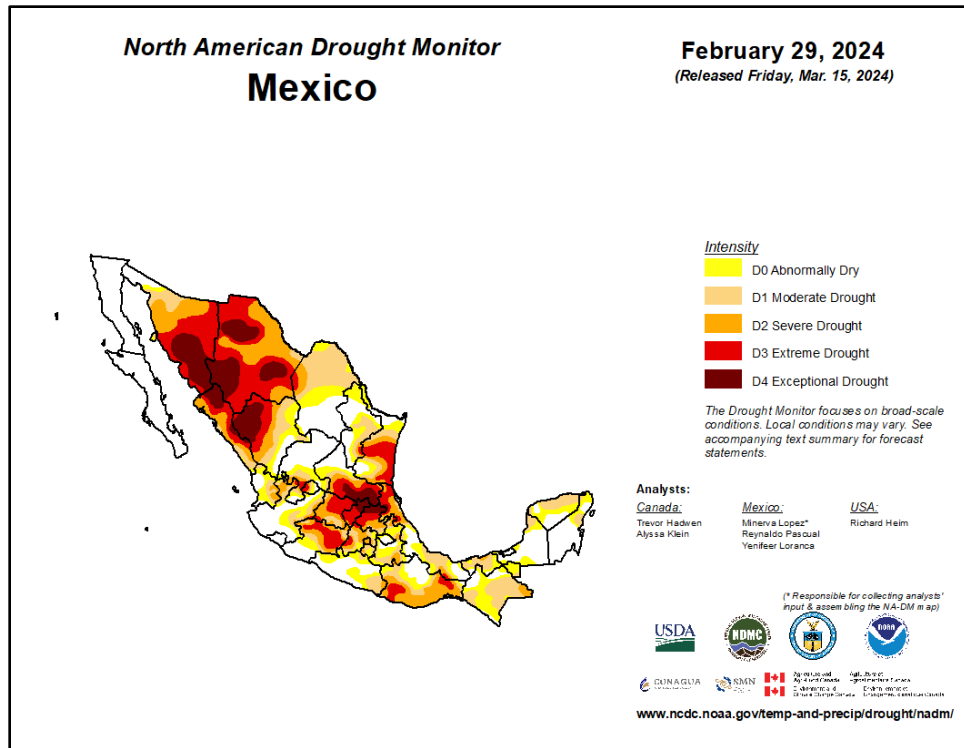 North American Drought Monitor
Mexico
February 29, 2024
(Released Friday, Mar. 15, 2024)
Intensity
D0 Abnormally Dry
D1 Moderate Drought
D2 Severe Drought
D3 Extreme Drought
D4 Exceptional Drought
The Drought Monitor focuses on broad-scale
conditions. Local conditions may vary. See
accompanying text summary for forecast
statements.
Analysts:
Canada:
Trevor Hadwen
Alyssa Klein
Mexico:
Minerva Lopez*
Reynaldo Pascual
Yenifeer Loranca
USA:
Richard Heim
(* Responsible for collecting analysts'
input & assembling the NA-DM map)
USDA
NDMC
noaa
CONAGUA
SMN
www.ncdc.noaa.gov/temp-and-precip/drought/nadm/